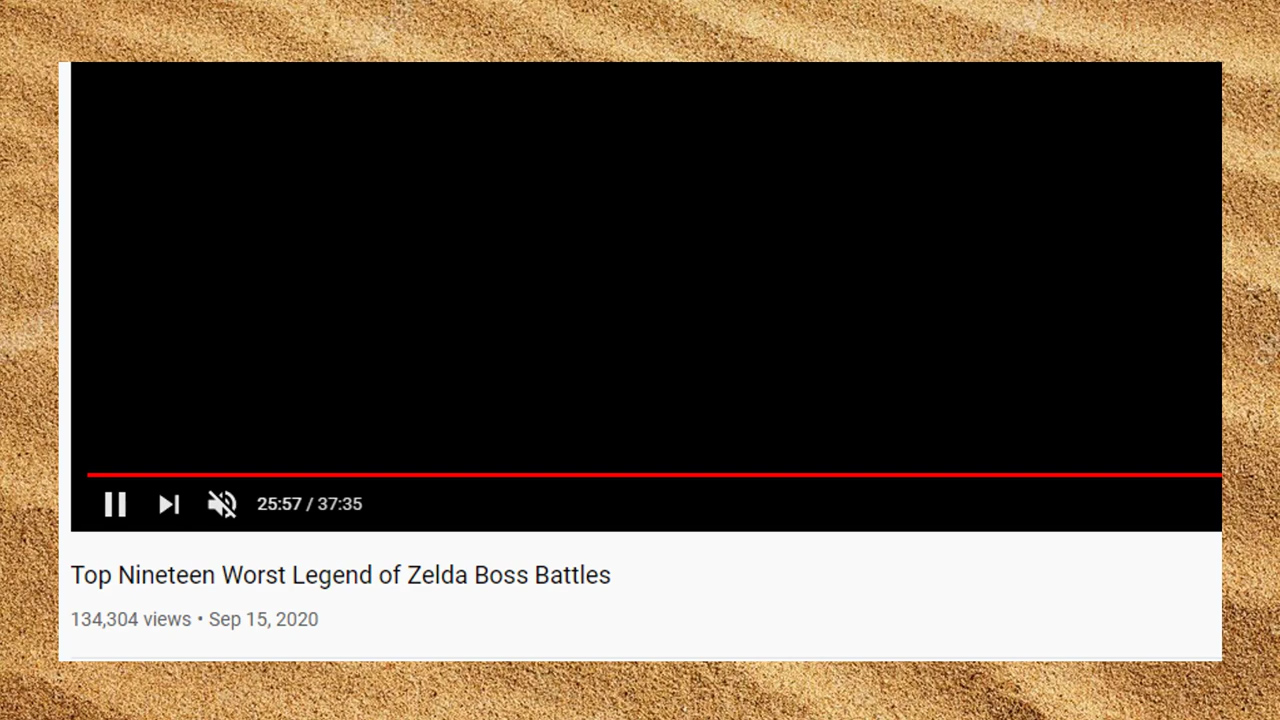 25:57 / 37:35
Top Nineteen Worst Legend of Zelda Boss Battles
134,304 views • Sep 15, 2020